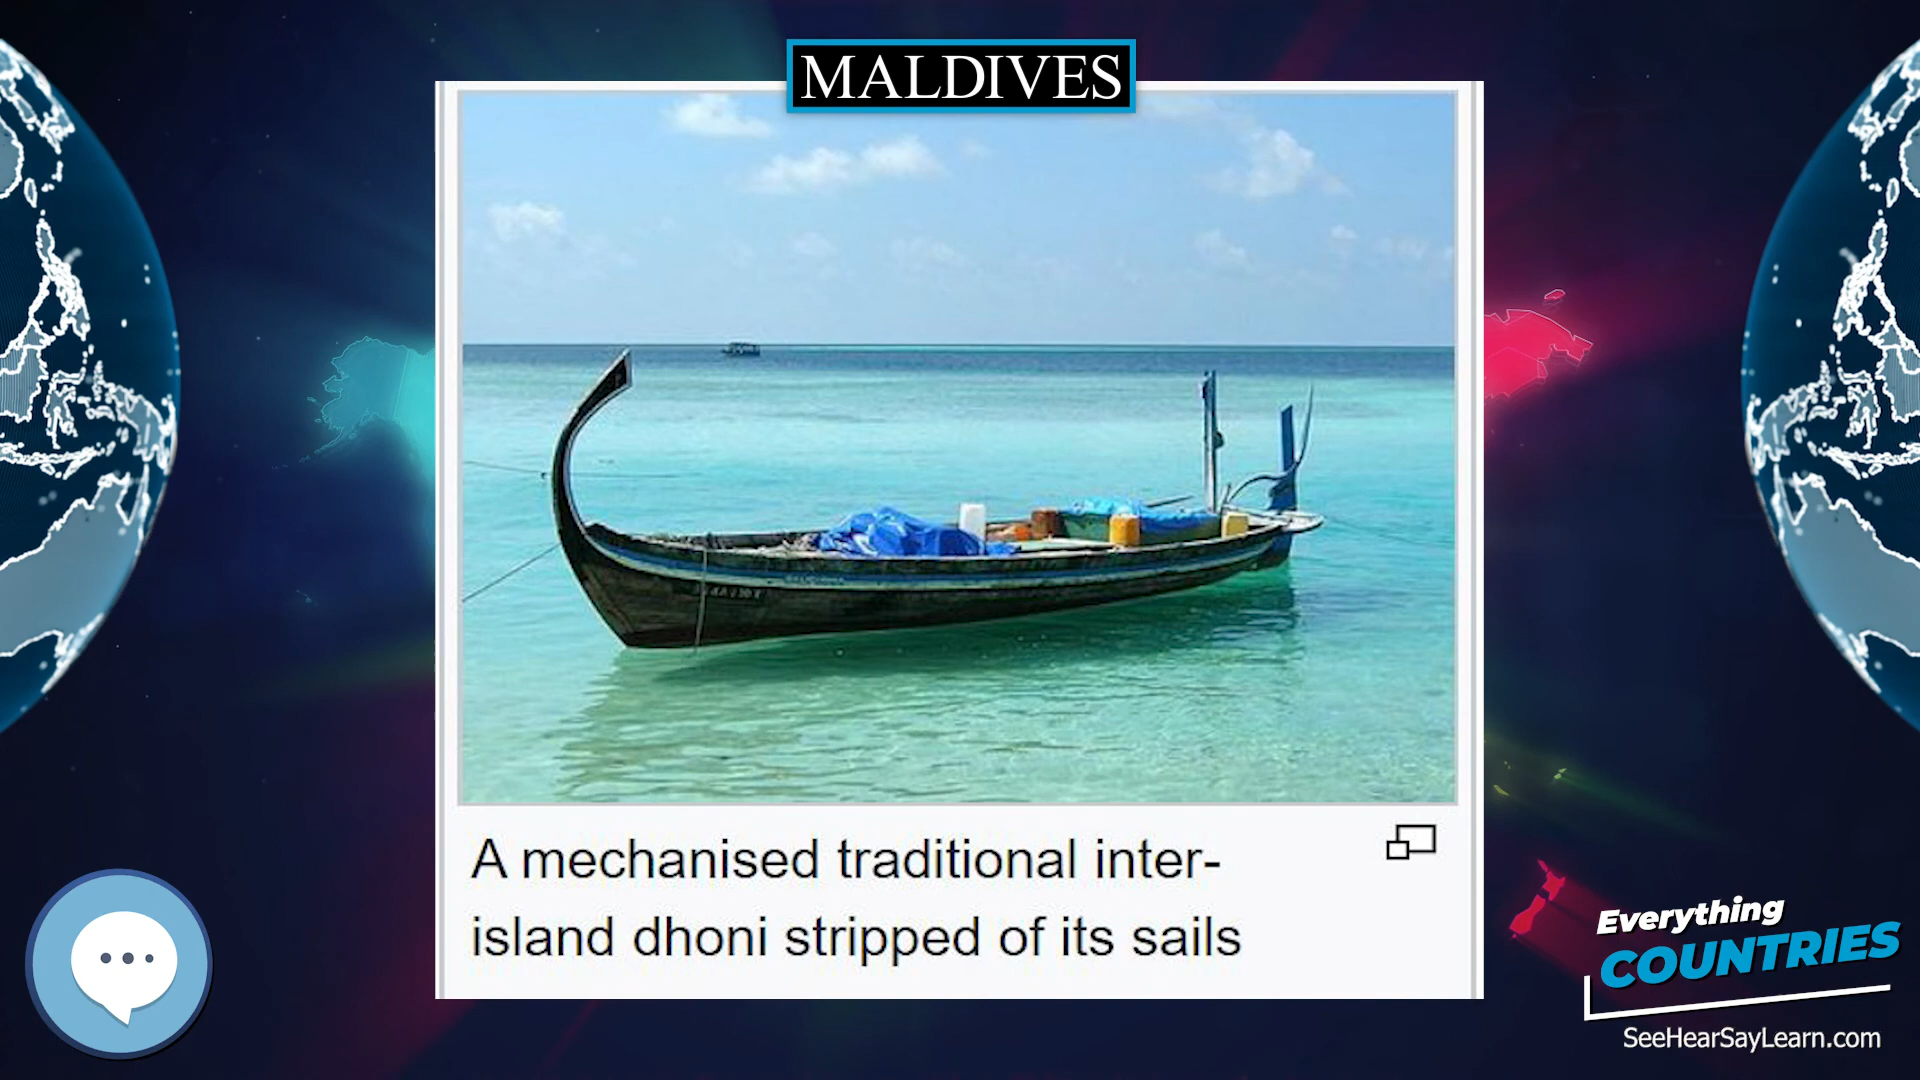 MALDIVES
A mechanised traditional inter-
island dhoni stripped of its sails
Everything
COUNTRIES
SeeHearSayLearn.com